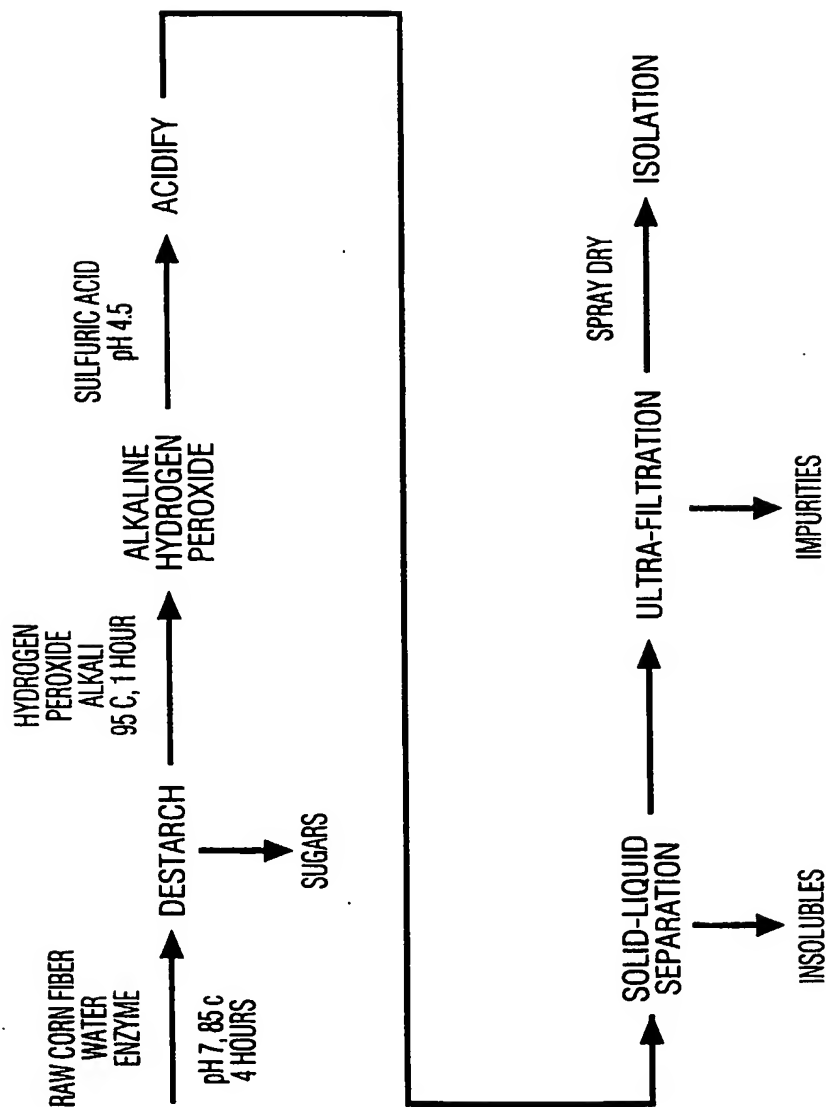 RAW CORN FIBER
WATER
ENZYME
pH 7, 85 c
4 HOURS
DESTARCH
SUGARS
HYDROGEN
PEROXIDE
ALKALI
95 C, 1 HOUR
ALKALINE
HYDROGEN
PEROXIDE
SULFURIC ACID
pH 4.5
ACIDIFY
SOLID-LIQUID
SEPARATION
INSOLUBLES
ULTRA-FILTRATION
IMPURITIES
SPRAY DRY
ISOLATION